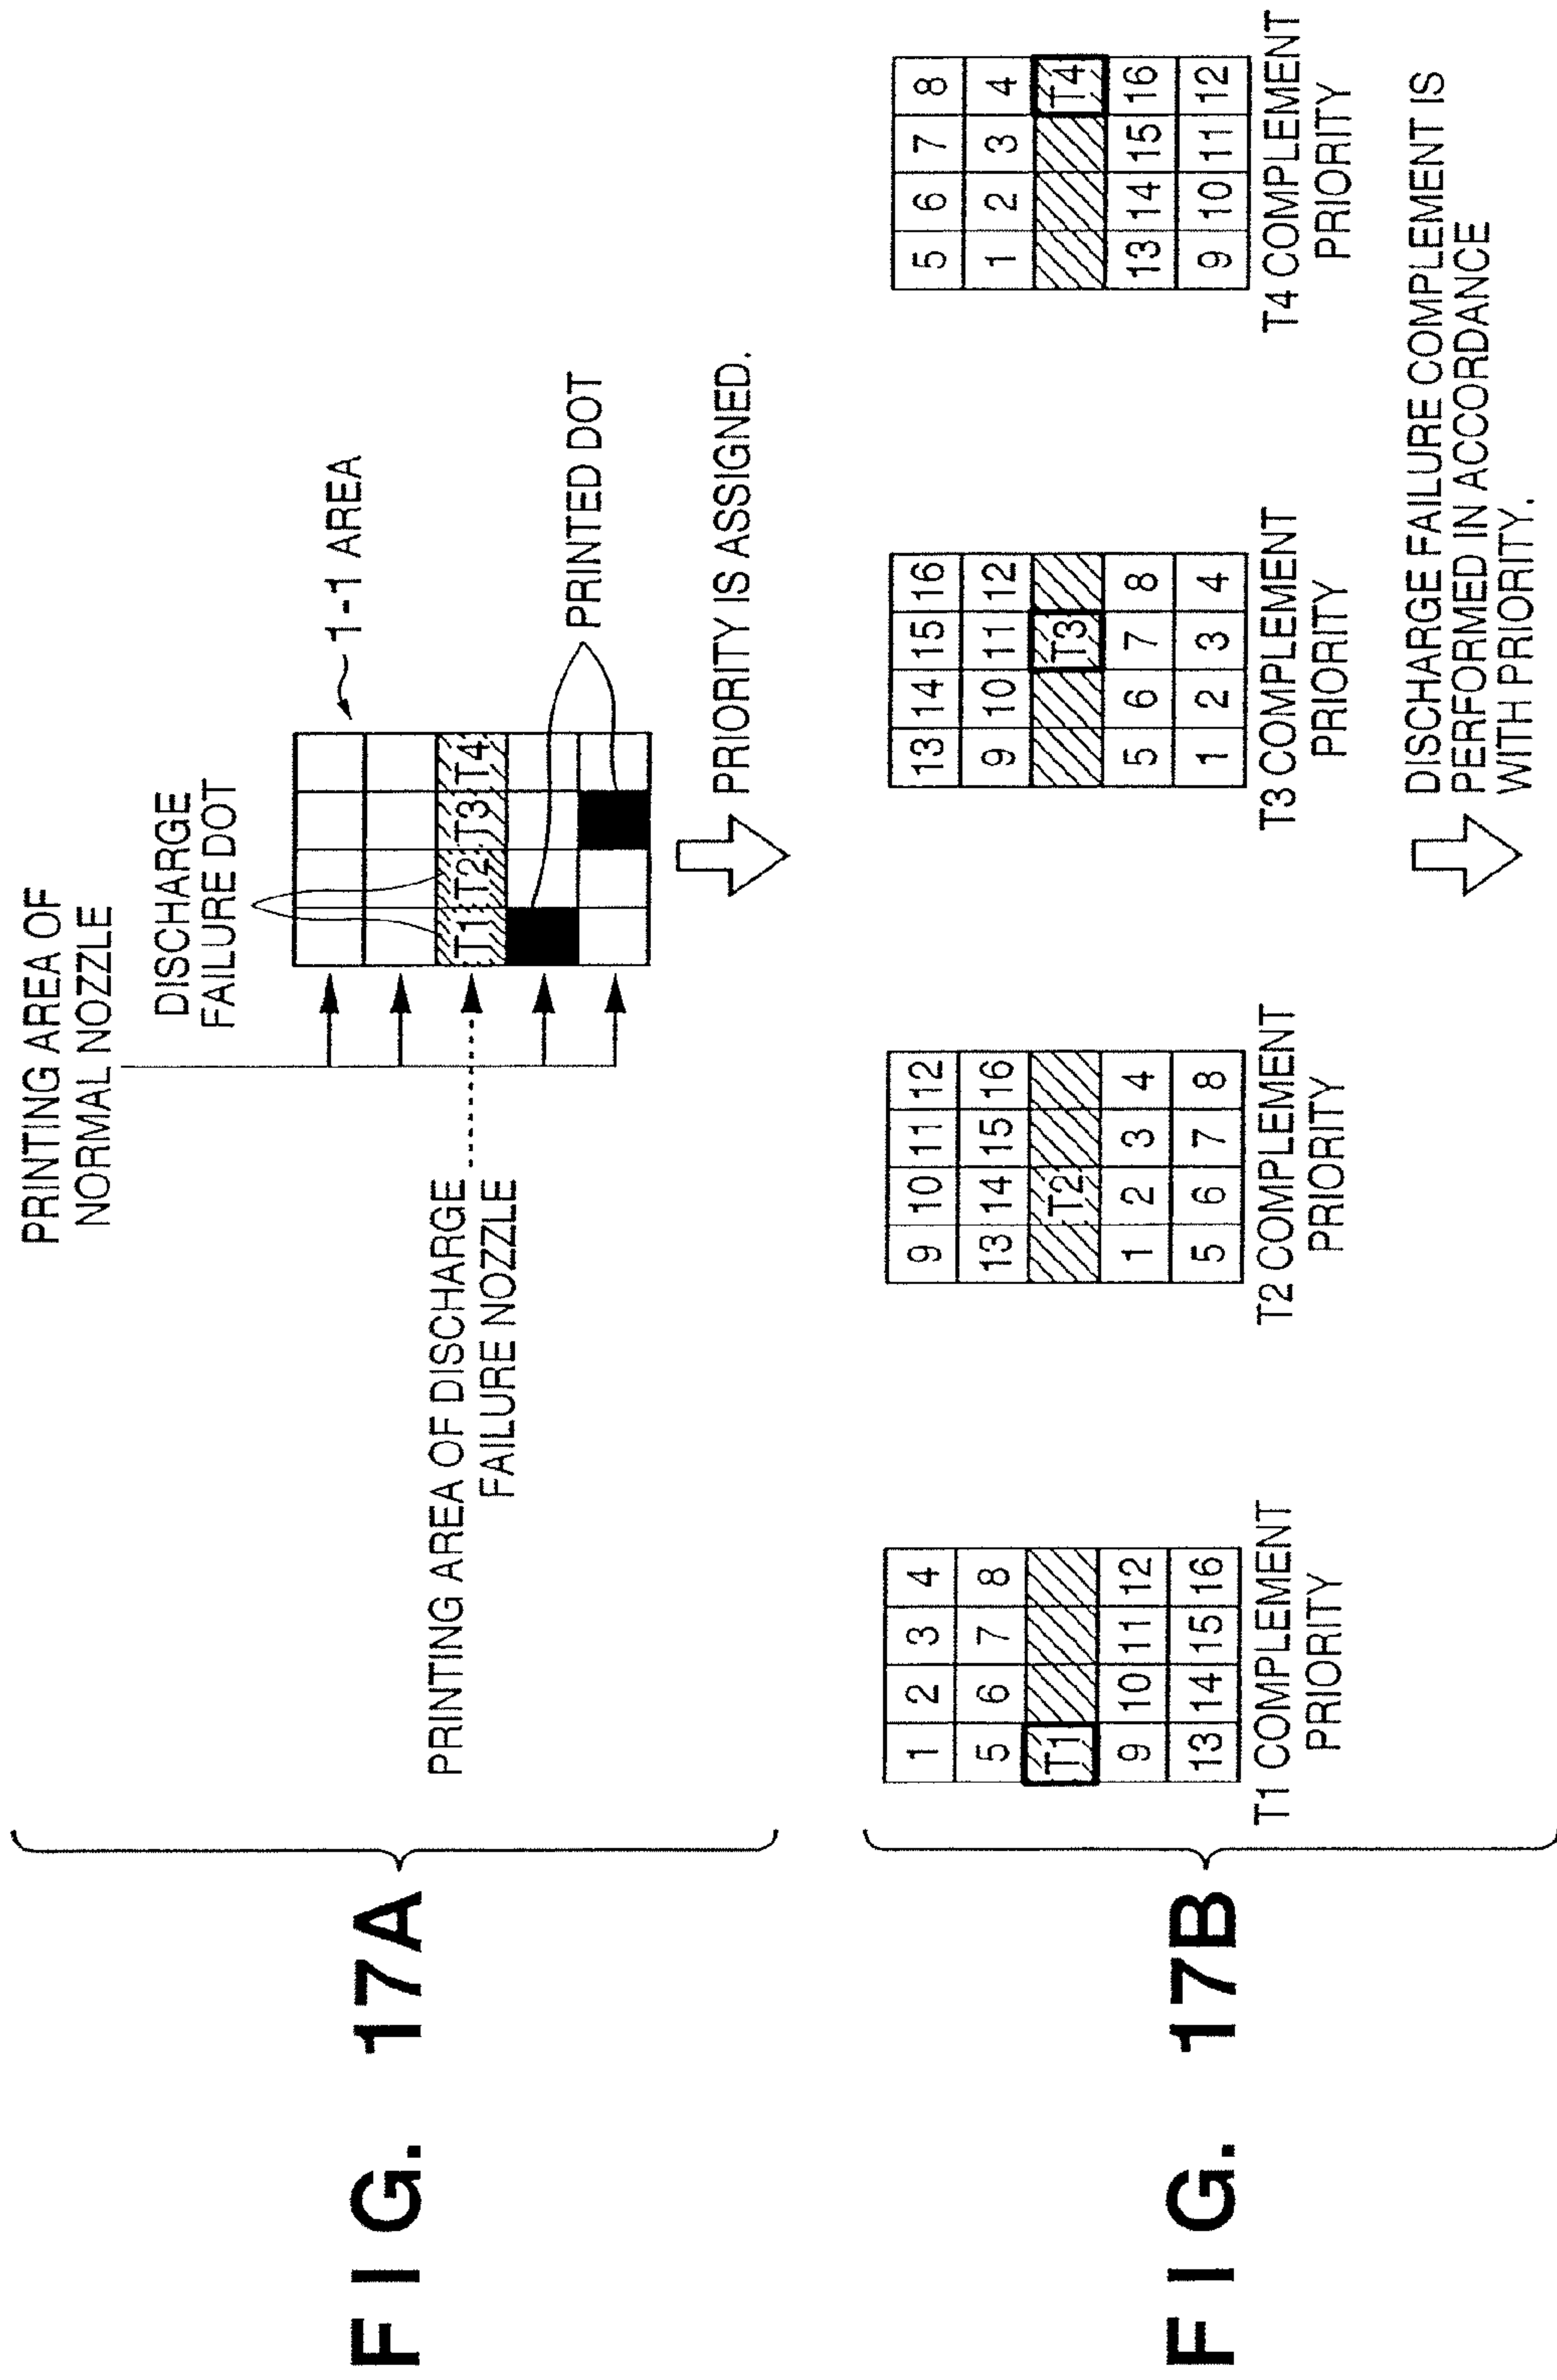 FIG. 17A
PRINTING AREA OF
NORMAL NOZZLE
DISCHARGE
FAILURE DOT
1-1 AREA
PRINTING AREA OF DISCHARGE
FAILURE NOZZLE
T1 T2 T3 T4
PRINTED DOT
PRIORITY IS ASSIGNED.
FIG. 17B
1 2 3 4
5 6 7 8
T1
9 10 11 12
13 14 15 16
T1 COMPLEMENT
PRIORITY
9 10 11 12
13 14 15 16
T2
1 2 3 4
5 6 7 8
T2 COMPLEMENT
PRIORITY
13 14 15 16
9 10 11 12
T3
5 6 7 8
1 2 3 4
T3 COMPLEMENT
PRIORITY
5 6 7 8
1 2 3 4
T4
13 14 15 16
9 10 11 12
T4 COMPLEMENT
PRIORITY
DISCHARGE FAILURE COMPLEMENT IS
PERFORMED IN ACCORDANCE
WITH PRIORITY.